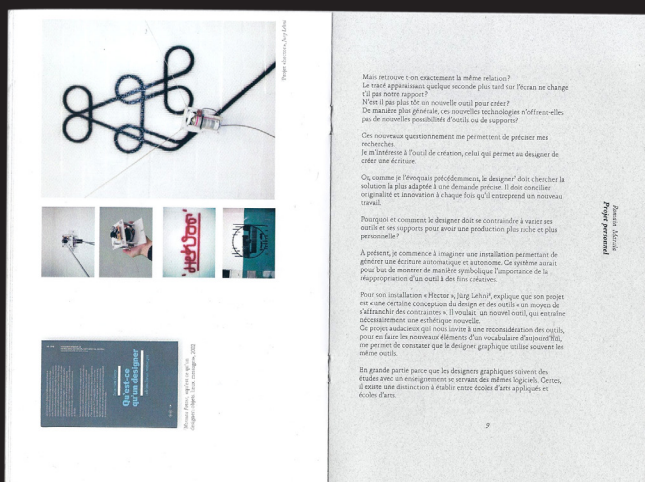 Projet electron, Jürg Lehni
HEKTOR
Qu'est-ce
qu'un designer
Mais retrouve t-on exactement la même relation?
Le tracé apparaissant quelque seconde plus tard sur l'écran ne change
t'il pas notre rapport?
N'est il pas plus tôt on nouvelle outil pour créez?
De manière plus générale, ces nouvelles technologies n'offrent-elles
pas de nouvelles possibilités d'outils ou de supports?
Ces nouveaux questionnement me permettent de préciser mes
recherches.
Je m'intéresse à l'outil de création, celui qui permet au designer de
créer une écriture.
Or, comme je l'évoquais précédemment, le designer' doit chercher la
solution la plus adaptée à une demande précise. Il doit concilier
originalité et innovation à chaque fois qu'il entreprend un nouveau
travail.
Pourquoi et comment le designer doit se contraindre à varier ses
outils et ses supports pour avoir une production plus riche et plus
personnelle?
À présent, je commence à imaginer une installation permettant de
générer une écriture automatique et autonome. Ce système aurait
pour but de montrer de manière symbolique l'importance de la
réappropriation d'un outil à des fins créatives.
Pour son installation « Hector », Jürg Lehni², explique que son projet
est « une certaine conception du design et des outils « un moyen de
s'affranchir des contraintes ». Il voulait un nouvel outil, qui entraîne
nécessairement une esthétique nouvelle.
Ce projet audacieux qui nous invite à une reconsidération des outils,
pour en faire les nouveaux éléments d'un vocabulaire d'aujourd'hui,
me permet de constater que le designer graphique utilise souvent les
même outils.
En grande partie parce que les designers graphiques suivent des
études avec un enseignement se servant des mêmes logiciels. Certes,
il existe une distinction à établir entre écoles d'arts appliqués et
écoles d'arts.
9
Projet personnel